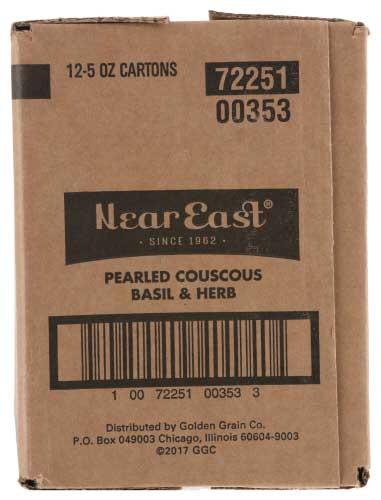 12-5 OZ CARTONS
72251
00353
Near East®
· SINCE 1962 ·
PEARLED COUSCOUS
BASIL & HERB
1 00 72251 00353 3
Distributed by Golden Grain Co.
P.O. Box 049003 Chicago, Illinois 60604-9003
©2017 GGC